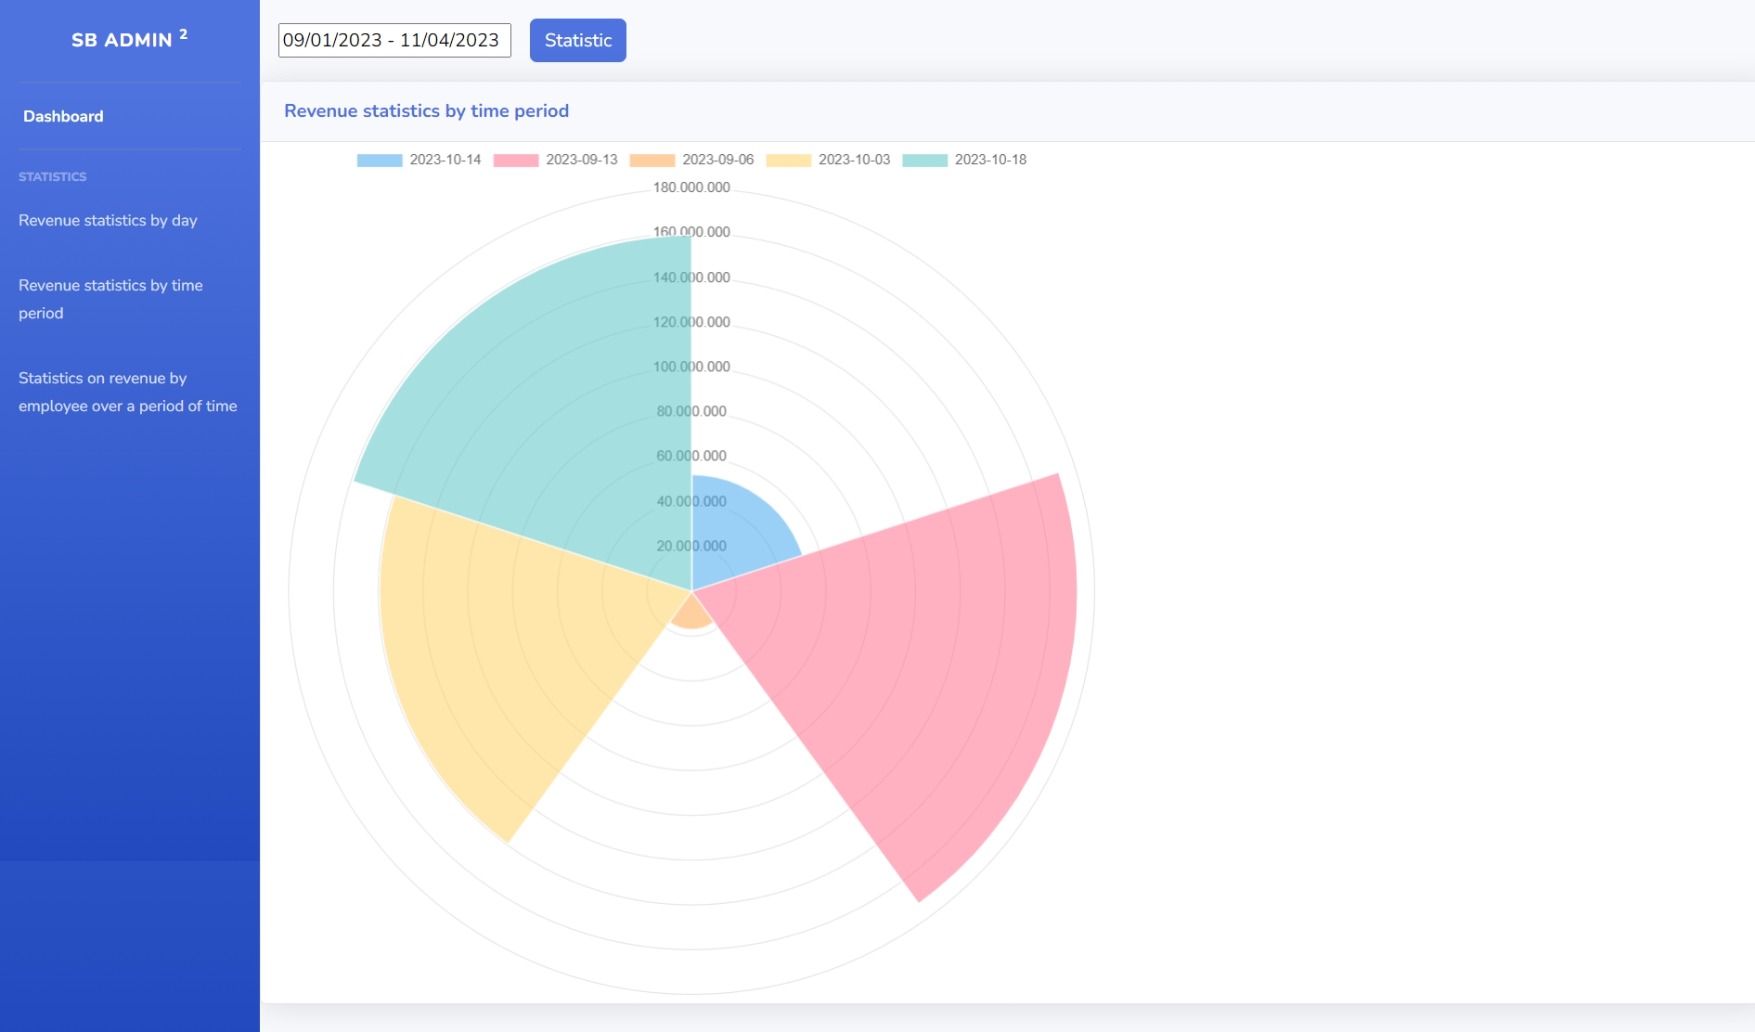 SB ADMIN 2
Dashboard
STATISTICS
Revenue statistics by day
Revenue statistics by time
period
Statistics on revenue by
employee over a period of time
09/01/2023 - 11/04/2023
Statistic
Revenue statistics by time period
2023-10-14 2023-09-13 2023-09-06 2023-10-03 2023-10-18
180.000.000
160.000.000
140.000.000
120.000.000
100.000.000
80.000.000
60.000.000
40.000.000
20.000.000